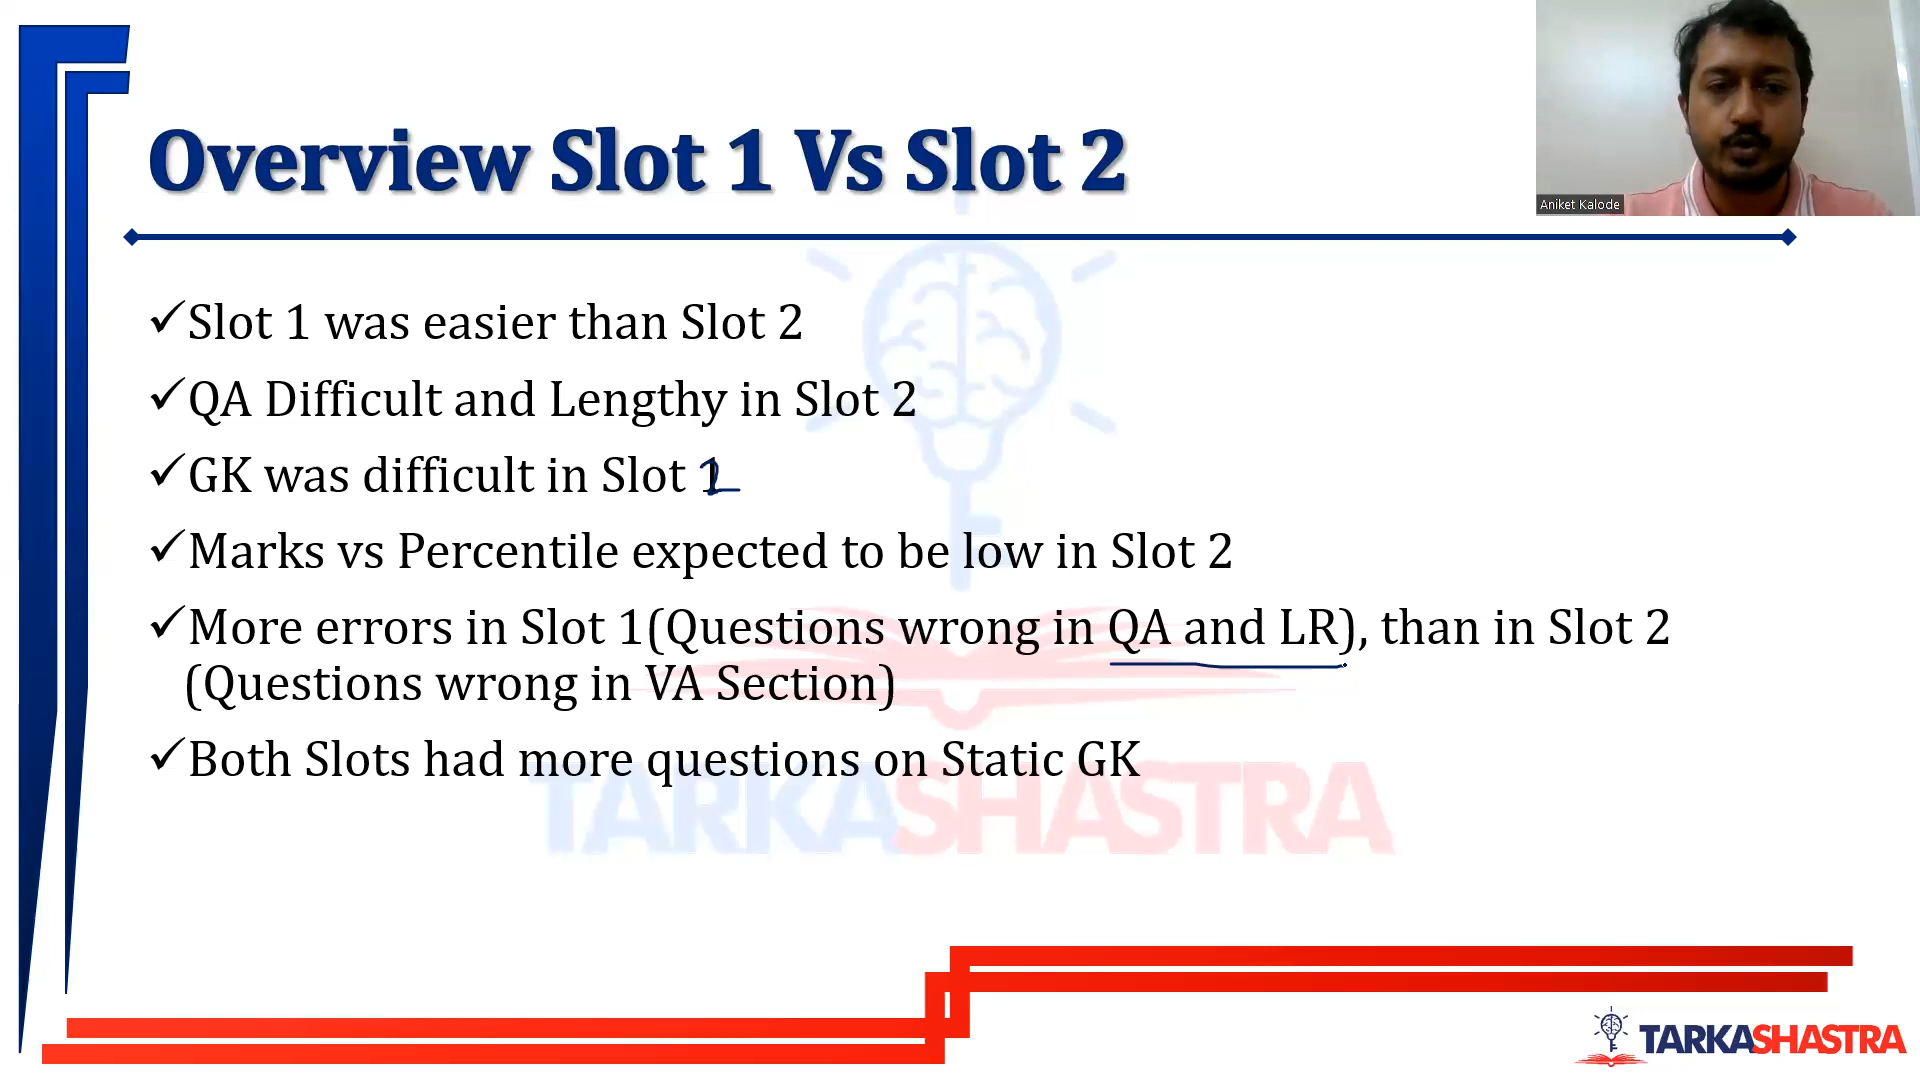 Overview Slot 1 Vs Slot 2
Aniket Kalode
✓Slot 1 was easier than Slot 2
✓QA Difficult and Lengthy in Slot 2
✓GK was difficult in Slot 2
✓Marks vs Percentile expected to be low in Slot 2
✓More errors in Slot 1(Questions wrong in QA and LR), than in Slot 2
(Questions wrong in VA Section)
✓Both Slots had more questions on Static GK
TARKASHASTRA
TARKASHASTRA